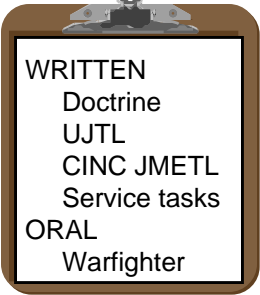 WRITTEN
Doctrine
UJTL
CINC JMETL
Service tasks
ORAL
Warfighter